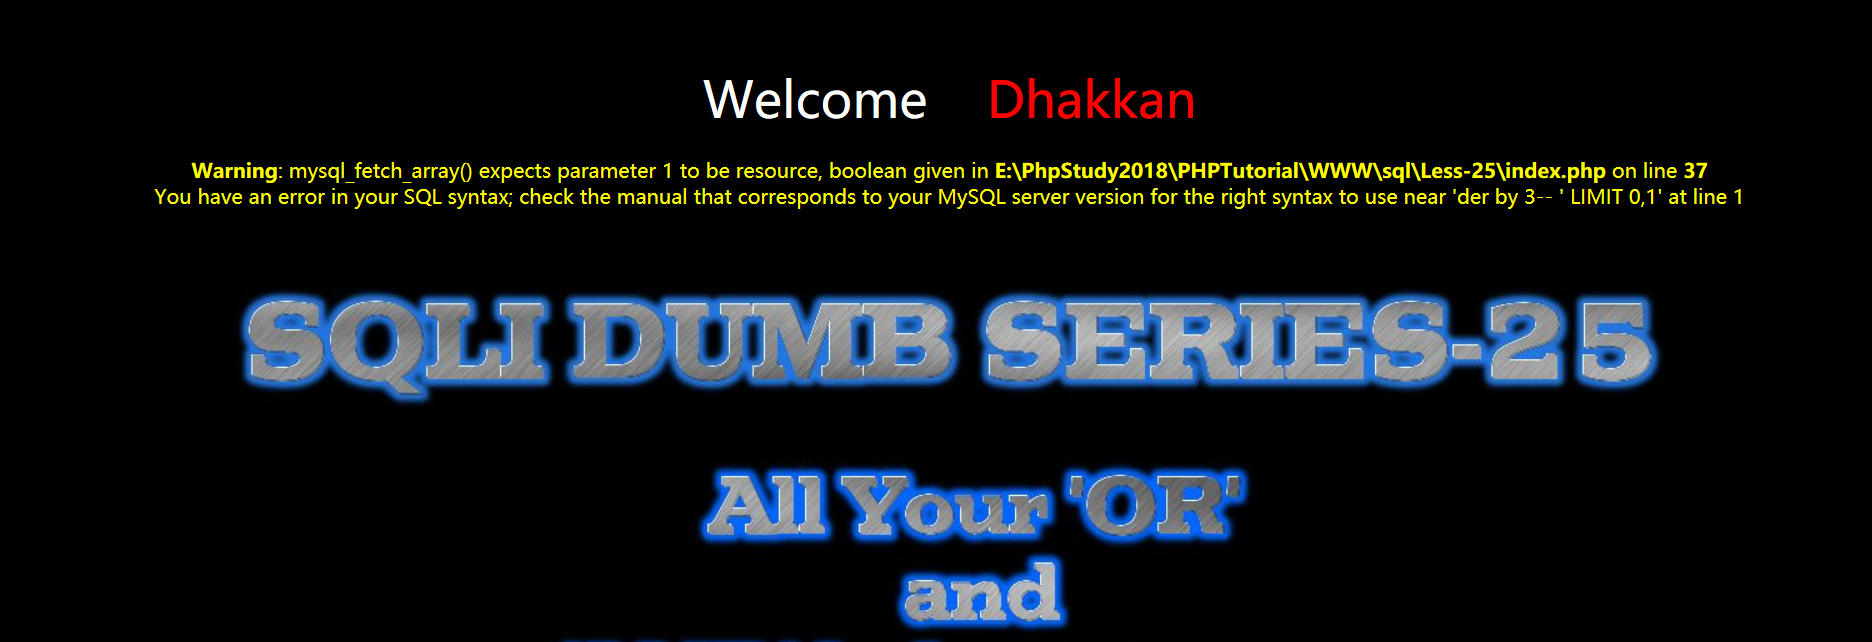 Welcome Dhakkan
Warning: mysql_fetch_array() expects parameter 1 to be resource, boolean given in E:\PhpStudy2018\PHPTutorial\WWW\sql\Less-25\index.php on line 37
You have an error in your SQL syntax; check the manual that corresponds to your MySQL server version for the right syntax to use near 'der by 3-- ' LIMIT 0,1' at line 1
SQLI DUMB SERIES-25
All Your 'OR'
and